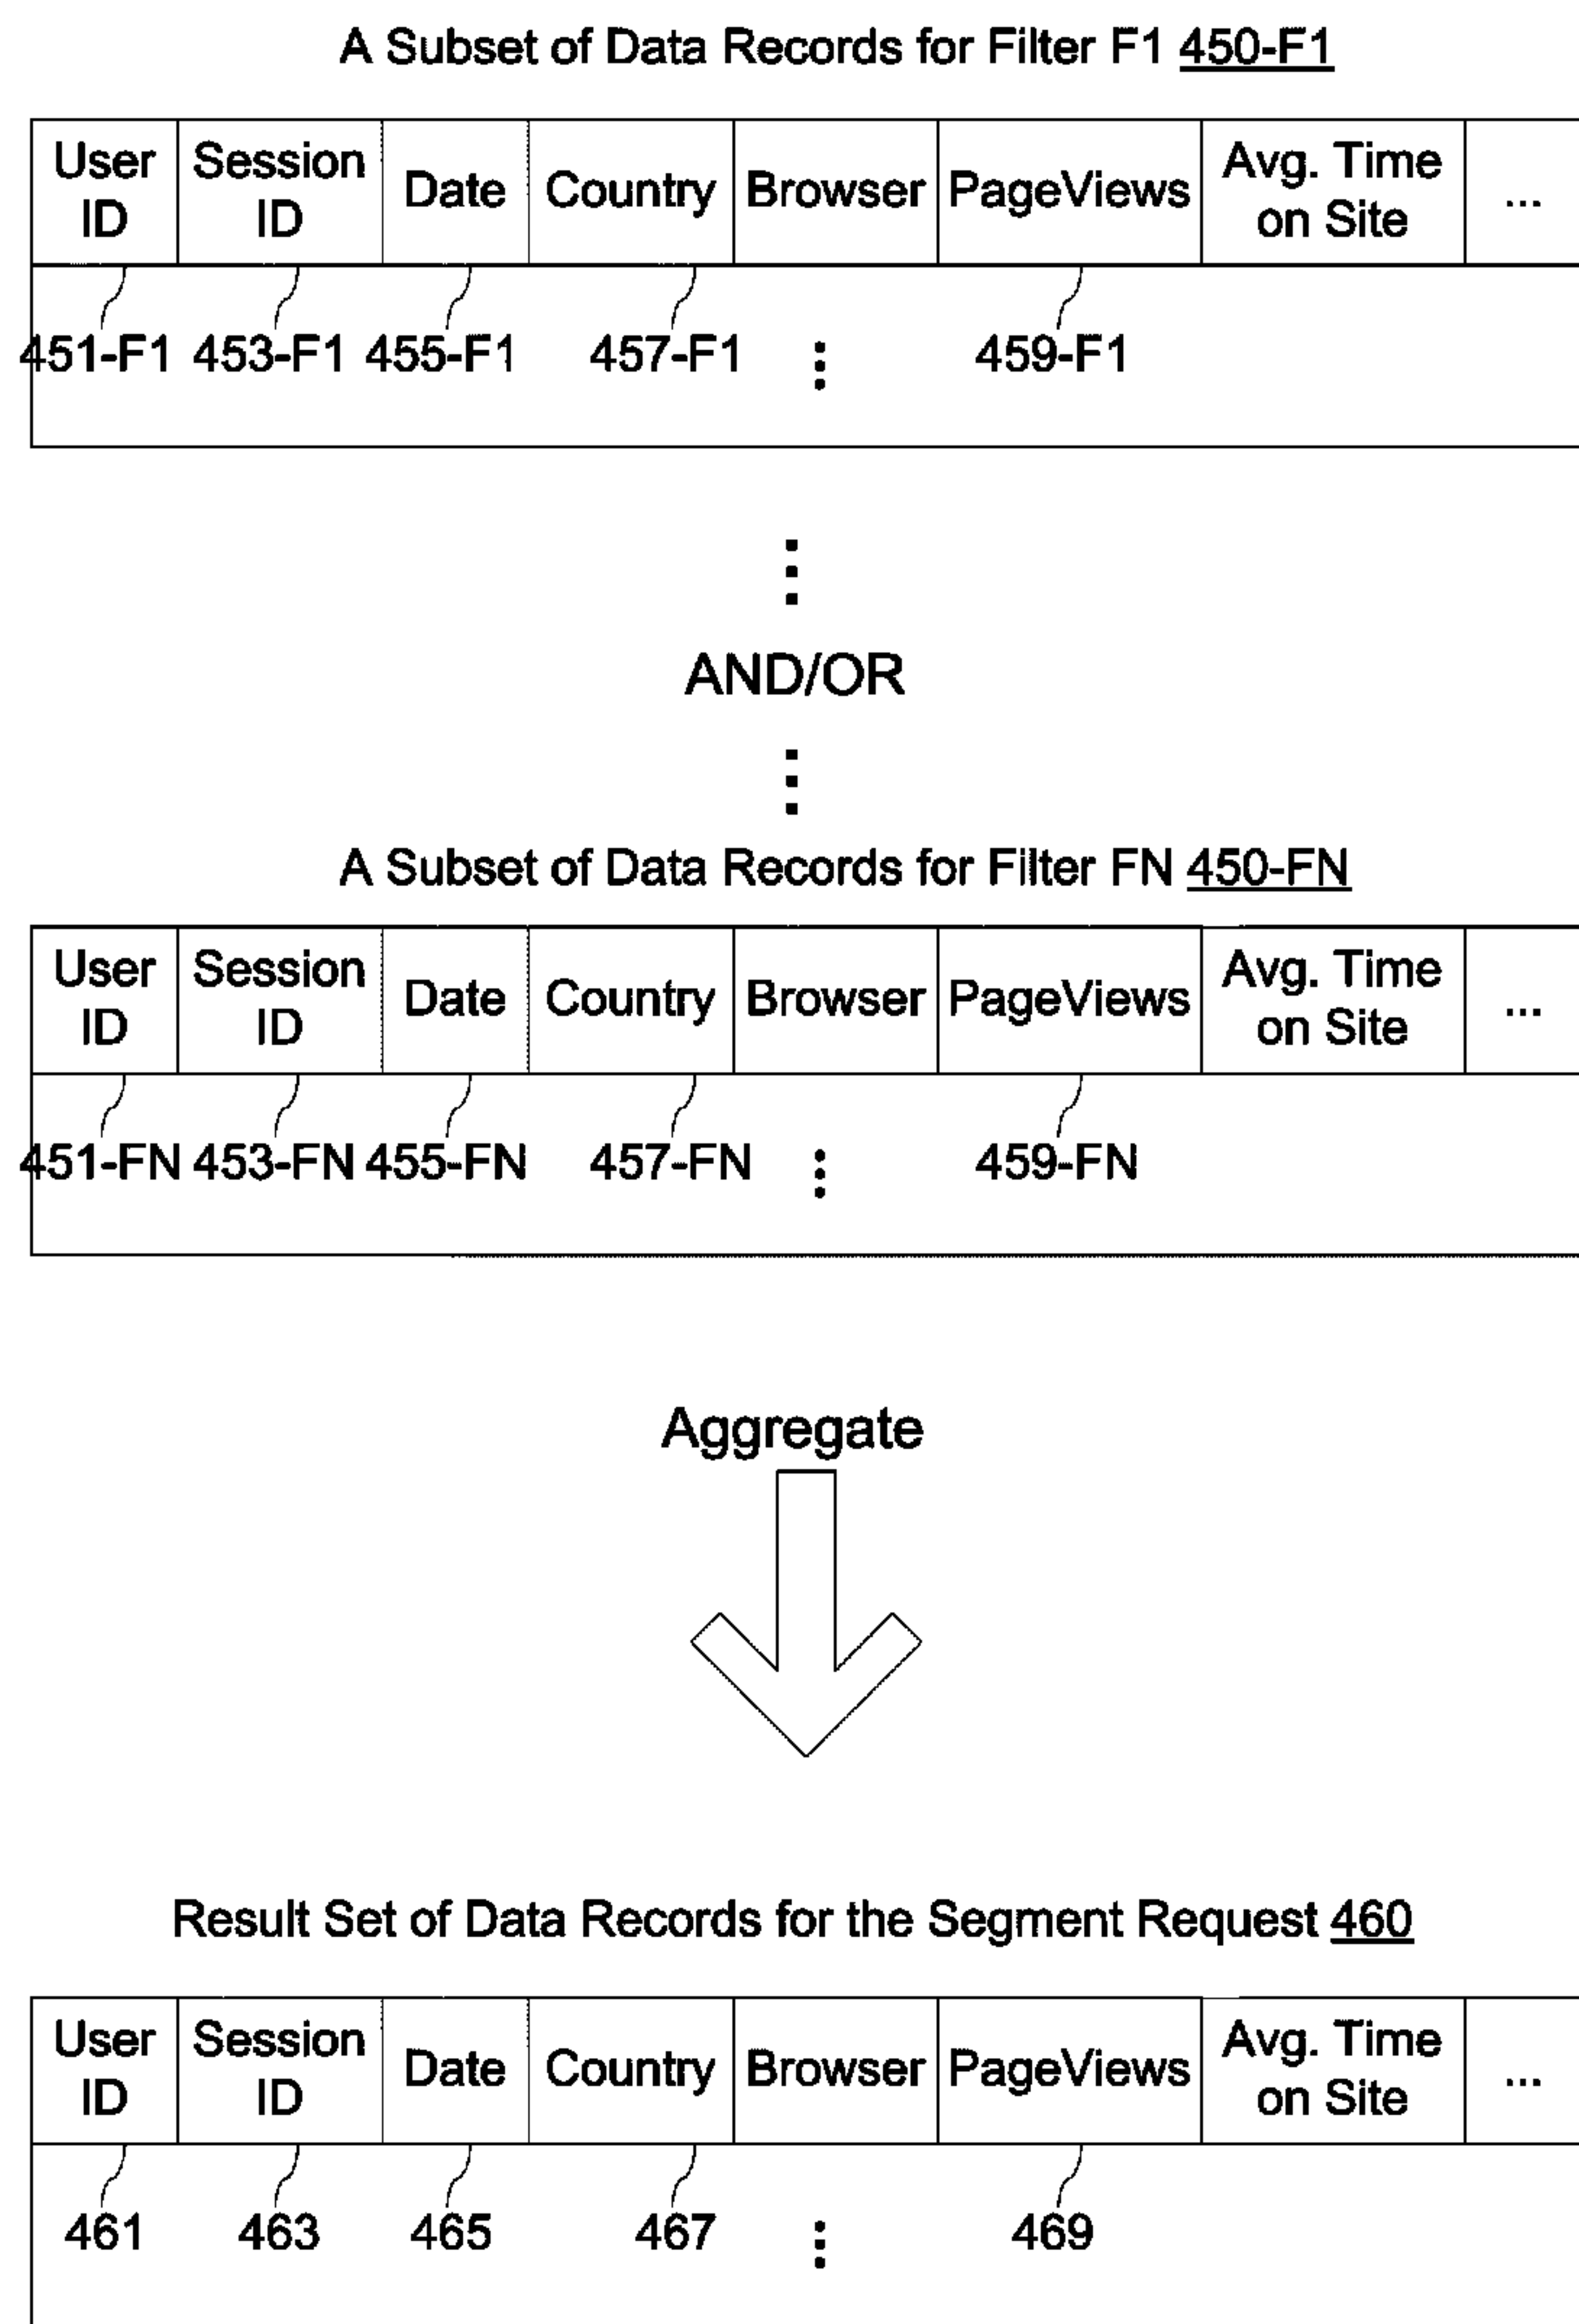 A Subset of Data Records for Filter F1 450-F1
User ID Session ID Date Country Browser PageViews Avg. Time on Site ...
451-F1 453-F1 455-F1 457-F1 459-F1
AND/OR
A Subset of Data Records for Filter FN 450-FN
User ID Session ID Date Country Browser PageViews Avg. Time on Site ...
451-FN 453-FN 455-FN 457-FN 459-FN
Aggregate
Result Set of Data Records for the Segment Request 460
User ID Session ID Date Country Browser PageViews Avg. Time on Site ...
461 463 465 467 469